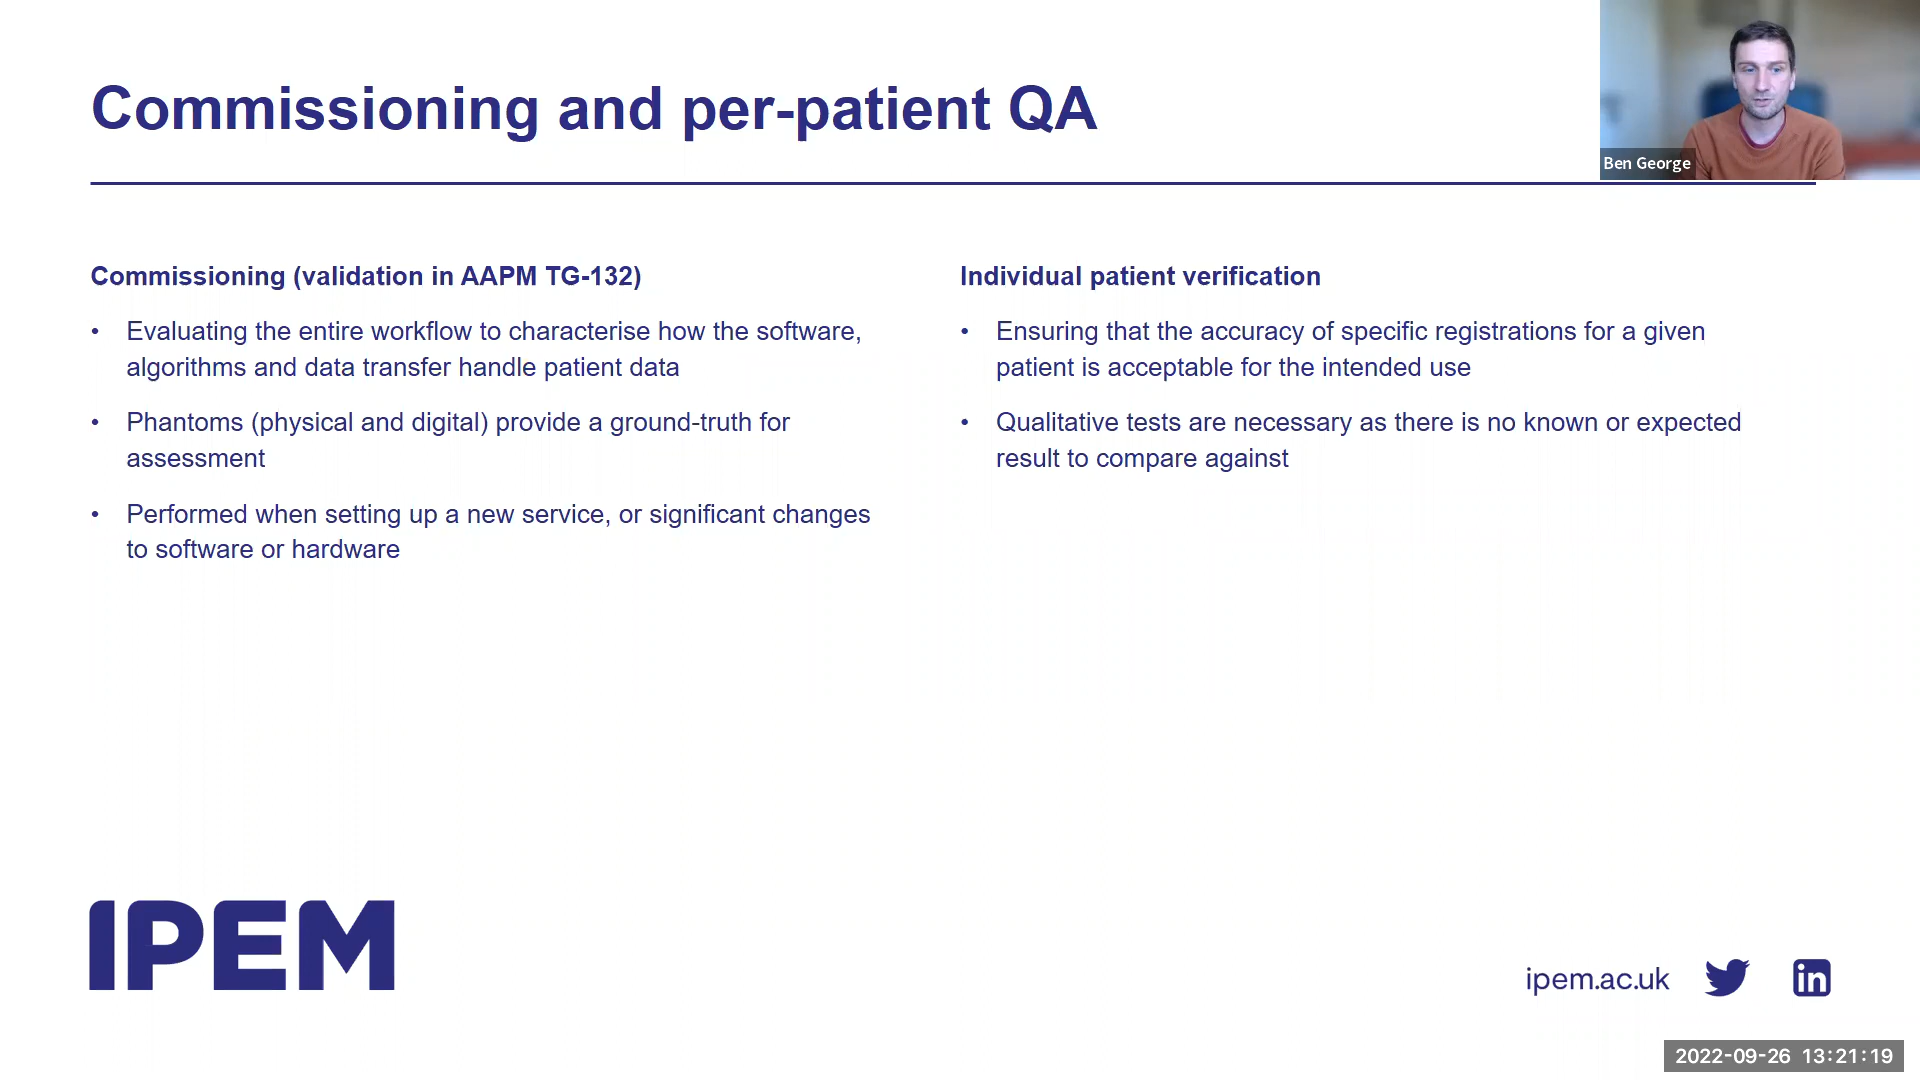 Commissioning and per-patient QA
Ben George
Commissioning (validation in AAPM TG-132)
• Evaluating the entire workflow to characterise how the software,
algorithms and data transfer handle patient data
• Phantoms (physical and digital) provide a ground-truth for
assessment
• Performed when setting up a new service, or significant changes
to software or hardware
Individual patient verification
• Ensuring that the accuracy of specific registrations for a given
patient is acceptable for the intended use
• Qualitative tests are necessary as there is no known or expected
result to compare against
IPEM
ipem.ac.uk
in
2022-09-26 13:21:19